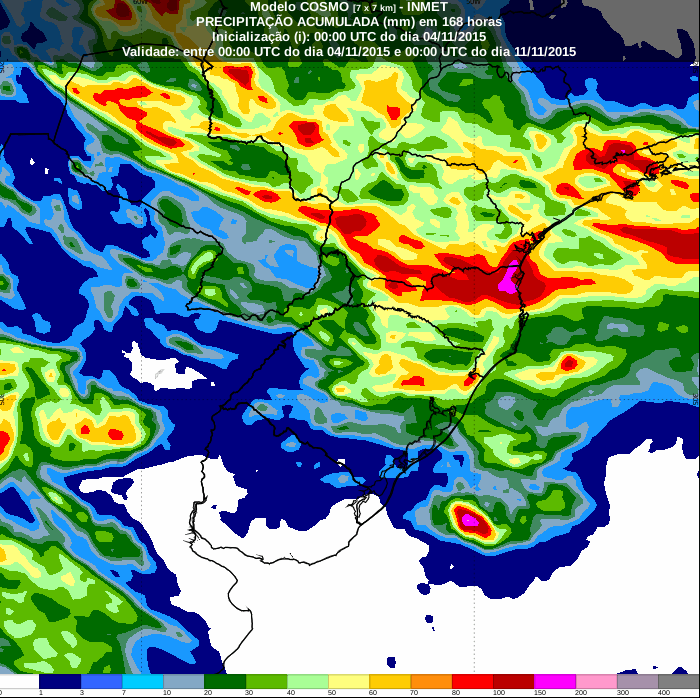 Modelo COSMO [7 x 7 km] - INMET
PRECIPITAÇÃO ACUMULADA (mm) em 168 horas
Inicialização (i): 00:00 UTC do dia 04/11/2015
Validade: entre 00:00 UTC do dia 04/11/2015 e 00:00 UTC do dia 11/11/2015
0 1 3 7 10 20 30 40 50 60 70 80 100 150 200 300 400